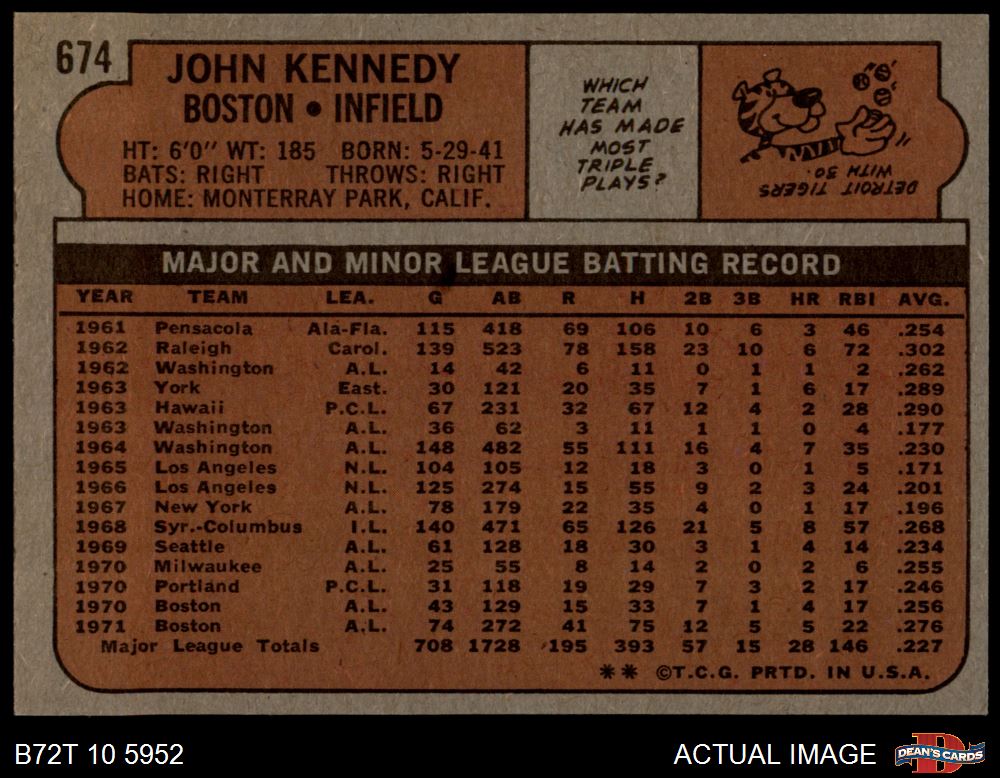 674
JOHN KENNEDY
BOSTON • INFIELD
HT: 6'0" WT: 185 BORN: 5-29-41
BATS: RIGHT THROWS: RIGHT
HOME: MONTERRAY PARK, CALIF.
WHICH
TEAM
HAS MADE
MOST
TRIPLE
PLAYS?
DETROIT TIGERS
WITH 30.
MAJOR AND MINOR LEAGUE BATTING RECORD
YEAR TEAM LEA. G AB R H 2B 3B HR RBI AVG.
1961 Pensacola Ala-Fla. 115 418 69 106 10 6 3 46 .254
1962 Raleigh Carol. 139 523 78 158 23 10 6 72 .302
1962 Washington A.L. 14 42 6 11 0 1 1 2 .262
1963 York East. 30 121 20 35 7 1 6 17 .289
1963 Hawaii P.C.L. 67 231 32 67 12 4 2 28 .290
1963 Washington A.L. 36 62 3 11 1 1 0 4 .177
1964 Washington A.L. 148 482 55 111 16 4 7 35 .230
1965 Los Angeles N.L. 104 105 12 18 3 0 1 5 .171
1966 Los Angeles N.L. 125 274 15 55 9 2 3 24 .201
1967 New York A.L. 78 179 22 35 4 0 1 17 .196
1968 Syr.-Columbus I.L. 140 471 65 126 21 5 8 57 .268
1969 Seattle A.L. 61 128 18 30 3 1 4 14 .234
1970 Milwaukee A.L. 25 55 8 14 2 0 2 6 .255
1970 Portland P.C.L. 31 118 19 29 7 3 2 17 .246
1970 Boston A.L. 43 129 15 33 7 1 4 17 .256
1971 Boston A.L. 74 272 41 75 12 5 5 22 .276
Major League Totals 708 1728 195 393 57 15 28 146 .227
** ©T.C.G. PRTD. IN U.S.A.
B72T 10 5952
ACTUAL IMAGE
DEAN'S CARDS